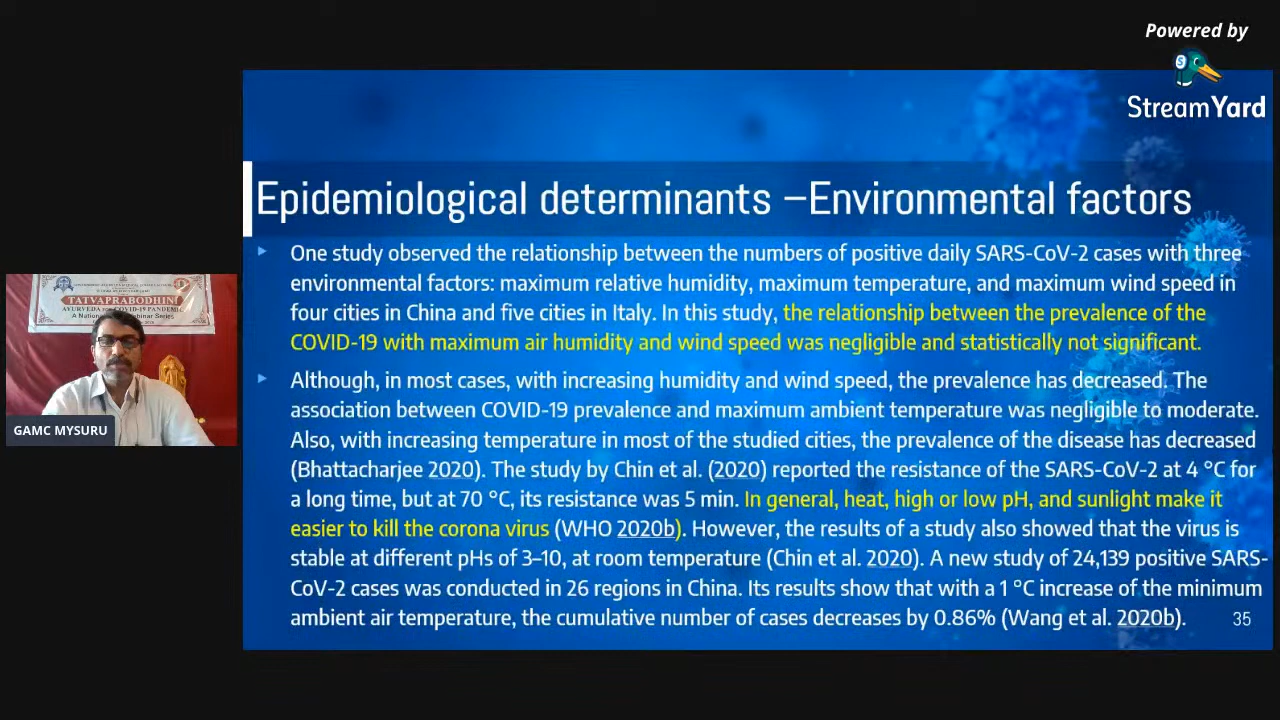 Powered by
StreamYard
Epidemiological determinants –Environmental factors
One study observed the relationship between the numbers of positive daily SARS-CoV-2 cases with three
environmental factors: maximum relative humidity, maximum temperature, and maximum wind speed in
four cities in China and five cities in Italy. In this study, the relationship between the prevalence of the
COVID-19 with maximum air humidity and wind speed was negligible and statistically not significant.
Although, in most cases, with increasing humidity and wind speed, the prevalence has decreased. The
association between COVID-19 prevalence and maximum ambient temperature was negligible to moderate.
Also, with increasing temperature in most of the studied cities, the prevalence of the disease has decreased
(Bhattacharjee 2020). The study by Chin et al. (2020) reported the resistance of the SARS-CoV-2 at 4 °C for
a long time, but at 70 °C, its resistance was 5 min. In general, heat, high or low pH, and sunlight make it
easier to kill the corona virus (WHO 2020b). However, the results of a study also showed that the virus is
stable at different pHs of 3–10, at room temperature (Chin et al. 2020). A new study of 24,139 positive SARS-
CoV-2 cases was conducted in 26 regions in China. Its results show that with a 1 °C increase of the minimum
ambient air temperature, the cumulative number of cases decreases by 0.86% (Wang et al. 2020b).
35
TATVAPRABODHINI
AYURVEDA COVID-19 PANDEMIC
A National Webinar Series
GAMC MYSURU